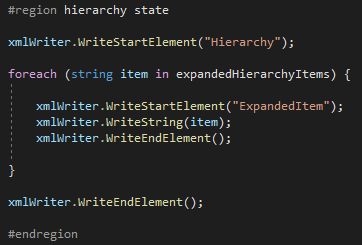 #region hierarchy state
xmlWriter.WriteStartElement("Hierarchy");
foreach (string item in expandedHierarchyItems) {
xmlWriter.WriteStartElement("ExpandedItem");
xmlWriter.WriteString(item);
xmlWriter.WriteEndElement();
}
xmlWriter.WriteEndElement();
#endregion